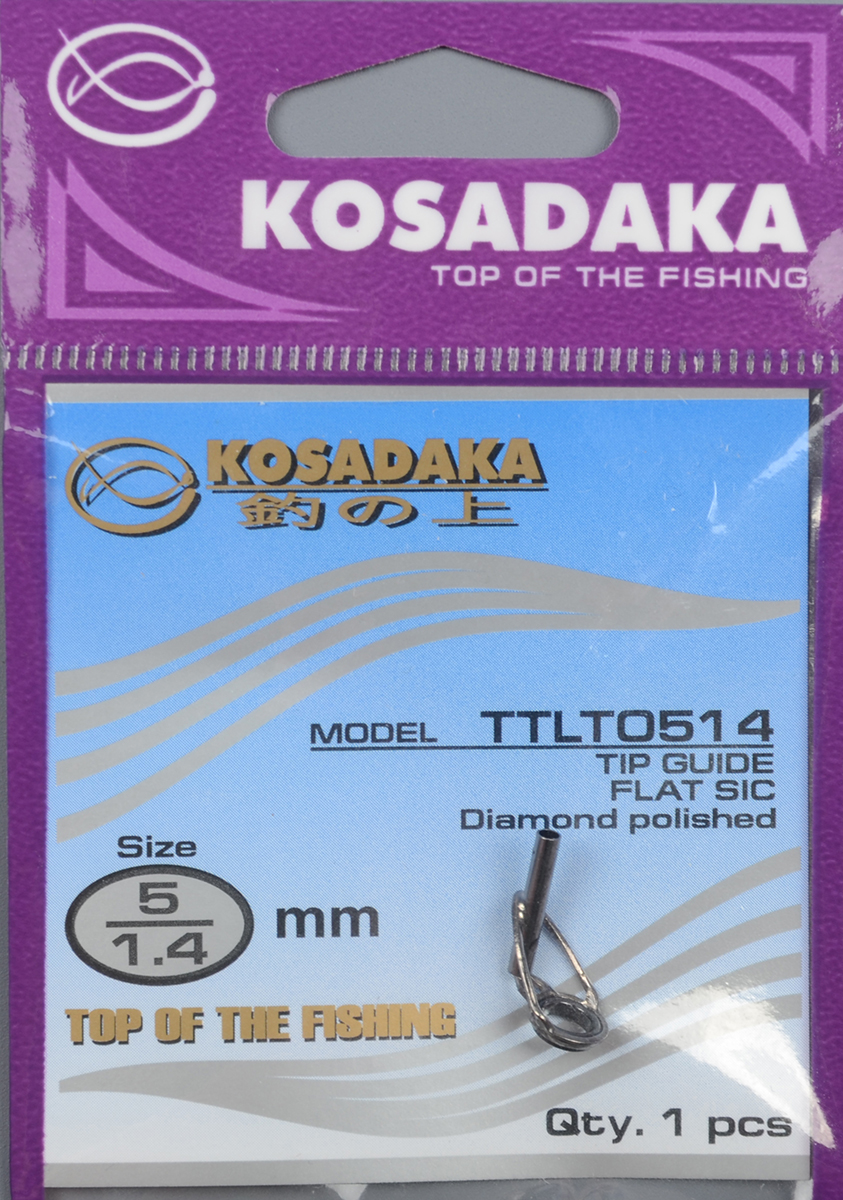 KOSADAKA
TOP OF THE FISHING
KOSADAKA
釣の上
MODEL TTLT0514
TIP GUIDE
FLAT SIC
Diamond polished
Size
5
1.4
mm
TOP OF THE FISHING
Qty. 1 pcs